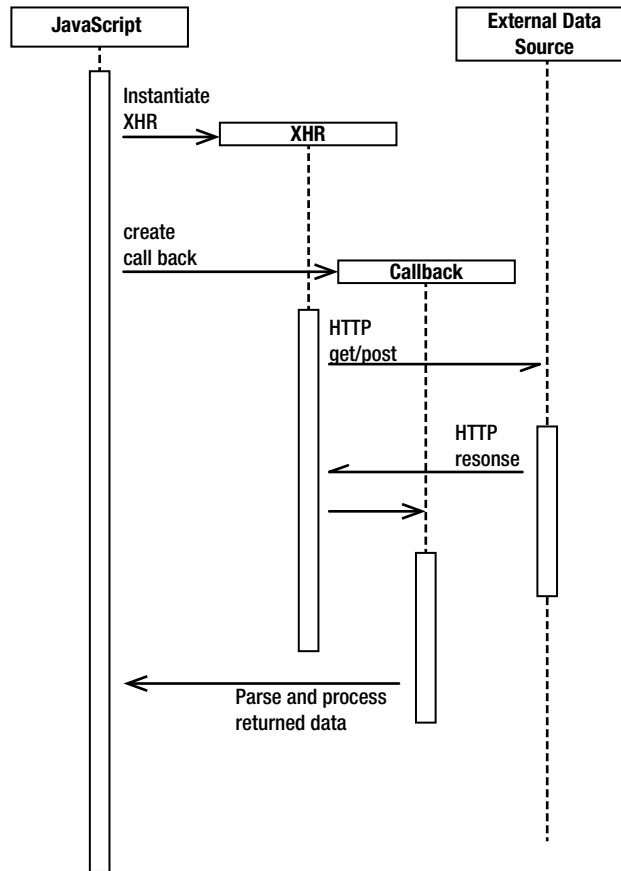 JavaScript
External Data
Source
Instantiate
XHR
XHR
create
call back
Callback
HTTP
get/post
HTTP
resonse
Parse and process
returned data